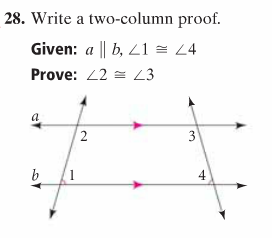 28. Write a two-column proof.
Given: a ∥ b, ∠1 ≅ ∠4
Prove: ∠2 ≅ ∠3
a
2 3
b 1 4